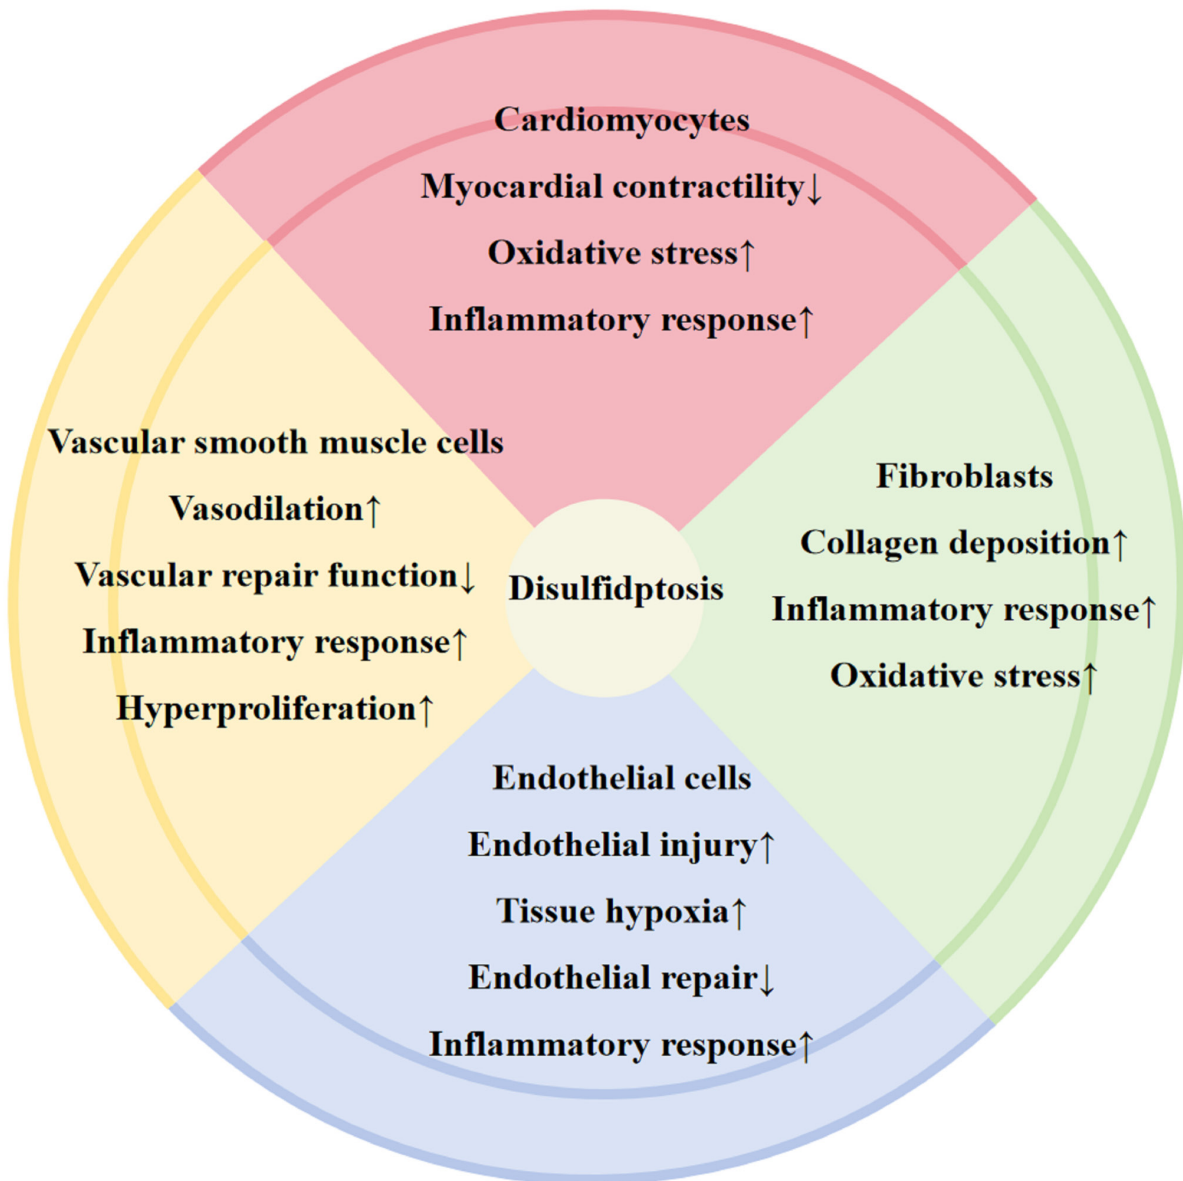 Cardiomyocytes
Myocardial contractility↓
Oxidative stress↑
Inflammatory response↑
Vascular smooth muscle cells
Vasodilation↑
Vascular repair function↓
Inflammatory response↑
Hyperproliferation↑
Disulfidptosis
Fibroblasts
Collagen deposition↑
Inflammatory response↑
Oxidative stress↑
Endothelial cells
Endothelial injury↑
Tissue hypoxia↑
Endothelial repair↓
Inflammatory response↑